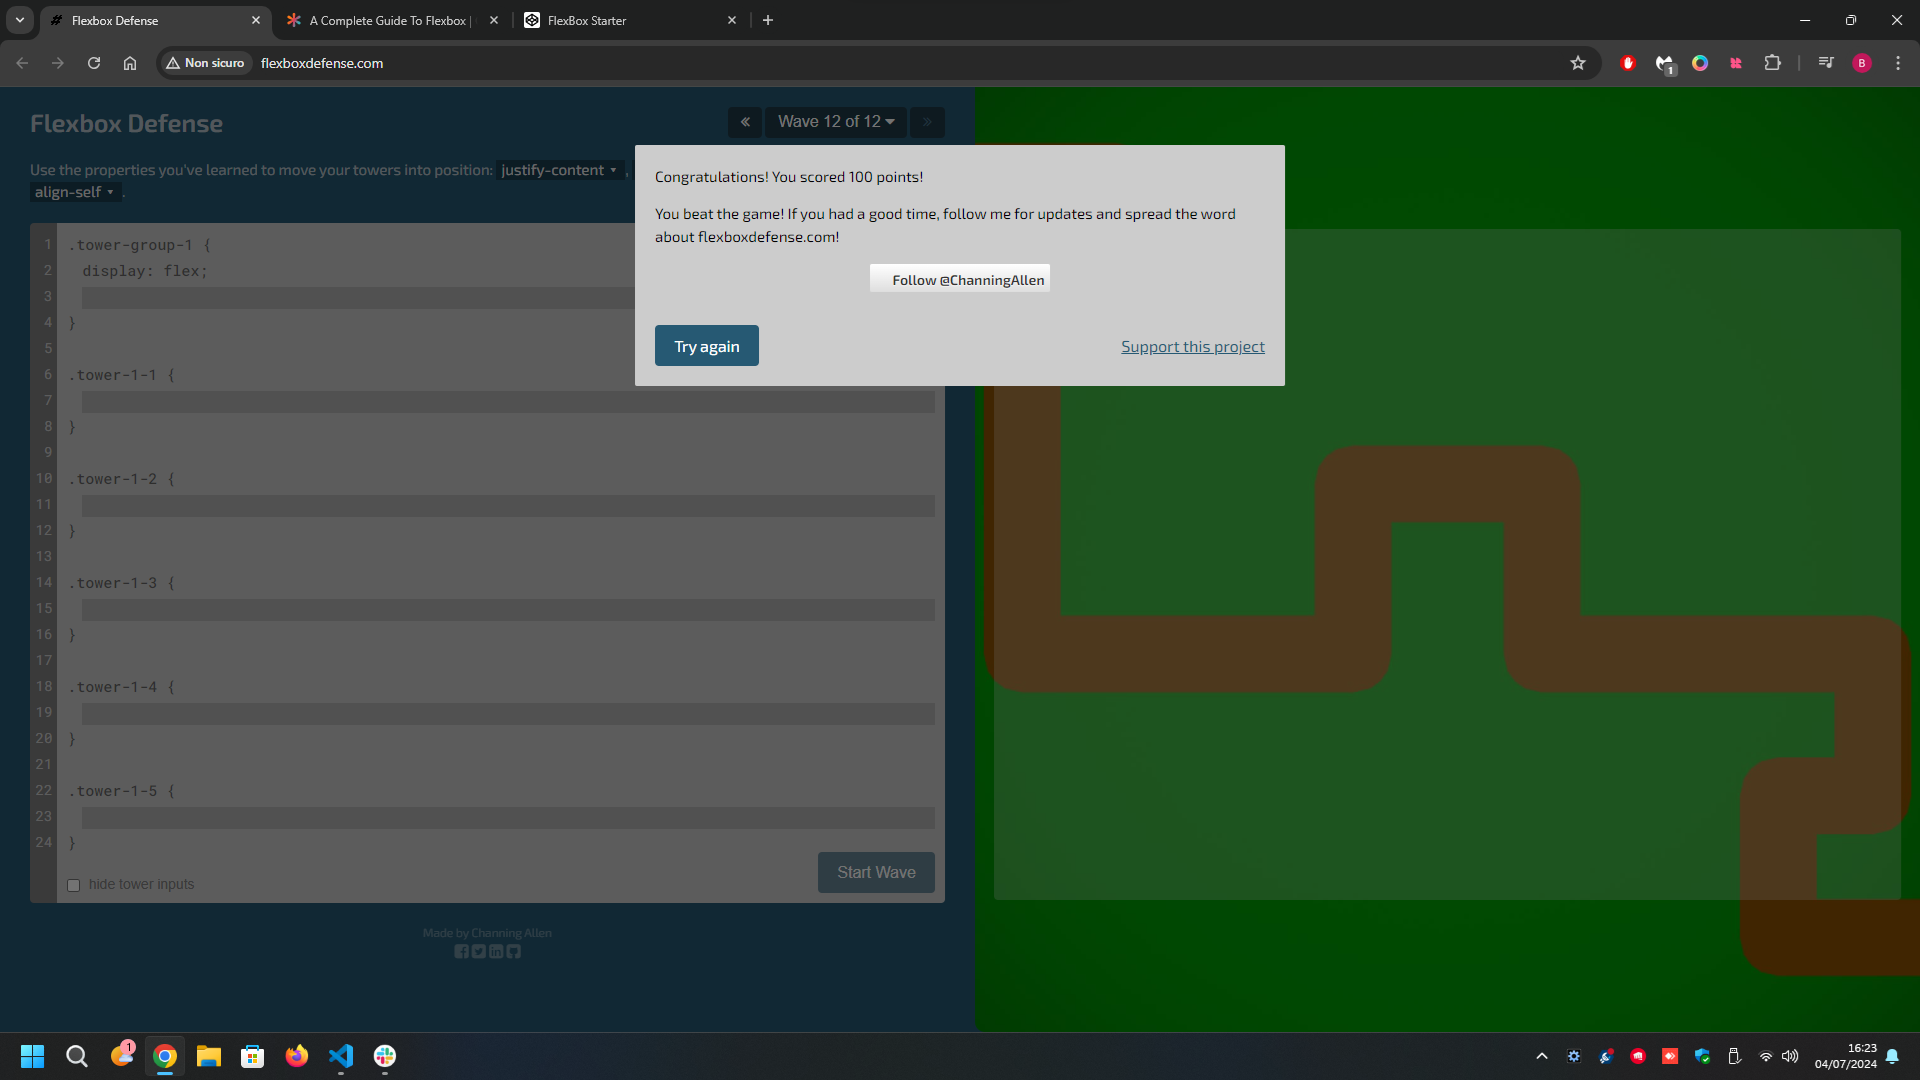 Flexbox Defense
A Complete Guide To Flexbox |
FlexBox Starter
Non sicuro
flexboxdefense.com
1
B
Flexbox Defense
«
Wave 12 of 12
»
Use the properties you've learned to move your towers into position: justify-content ,
align-self .
Congratulations! You scored 100 points!
You beat the game! If you had a good time, follow me for updates and spread the word
about flexboxdefense.com!
Follow @ChanningAllen
Try again
Support this project
1 .tower-group-1 {
2 display: flex;
3
4 }
5
6 .tower-1-1 {
7
8 }
9
10 .tower-1-2 {
11
12 }
13
14 .tower-1-3 {
15
16 }
17
18 .tower-1-4 {
19
20 }
21
22 .tower-1-5 {
23
24 }
hide tower inputs
Start Wave
Made by Channing Allen
1
16:23
04/07/2024